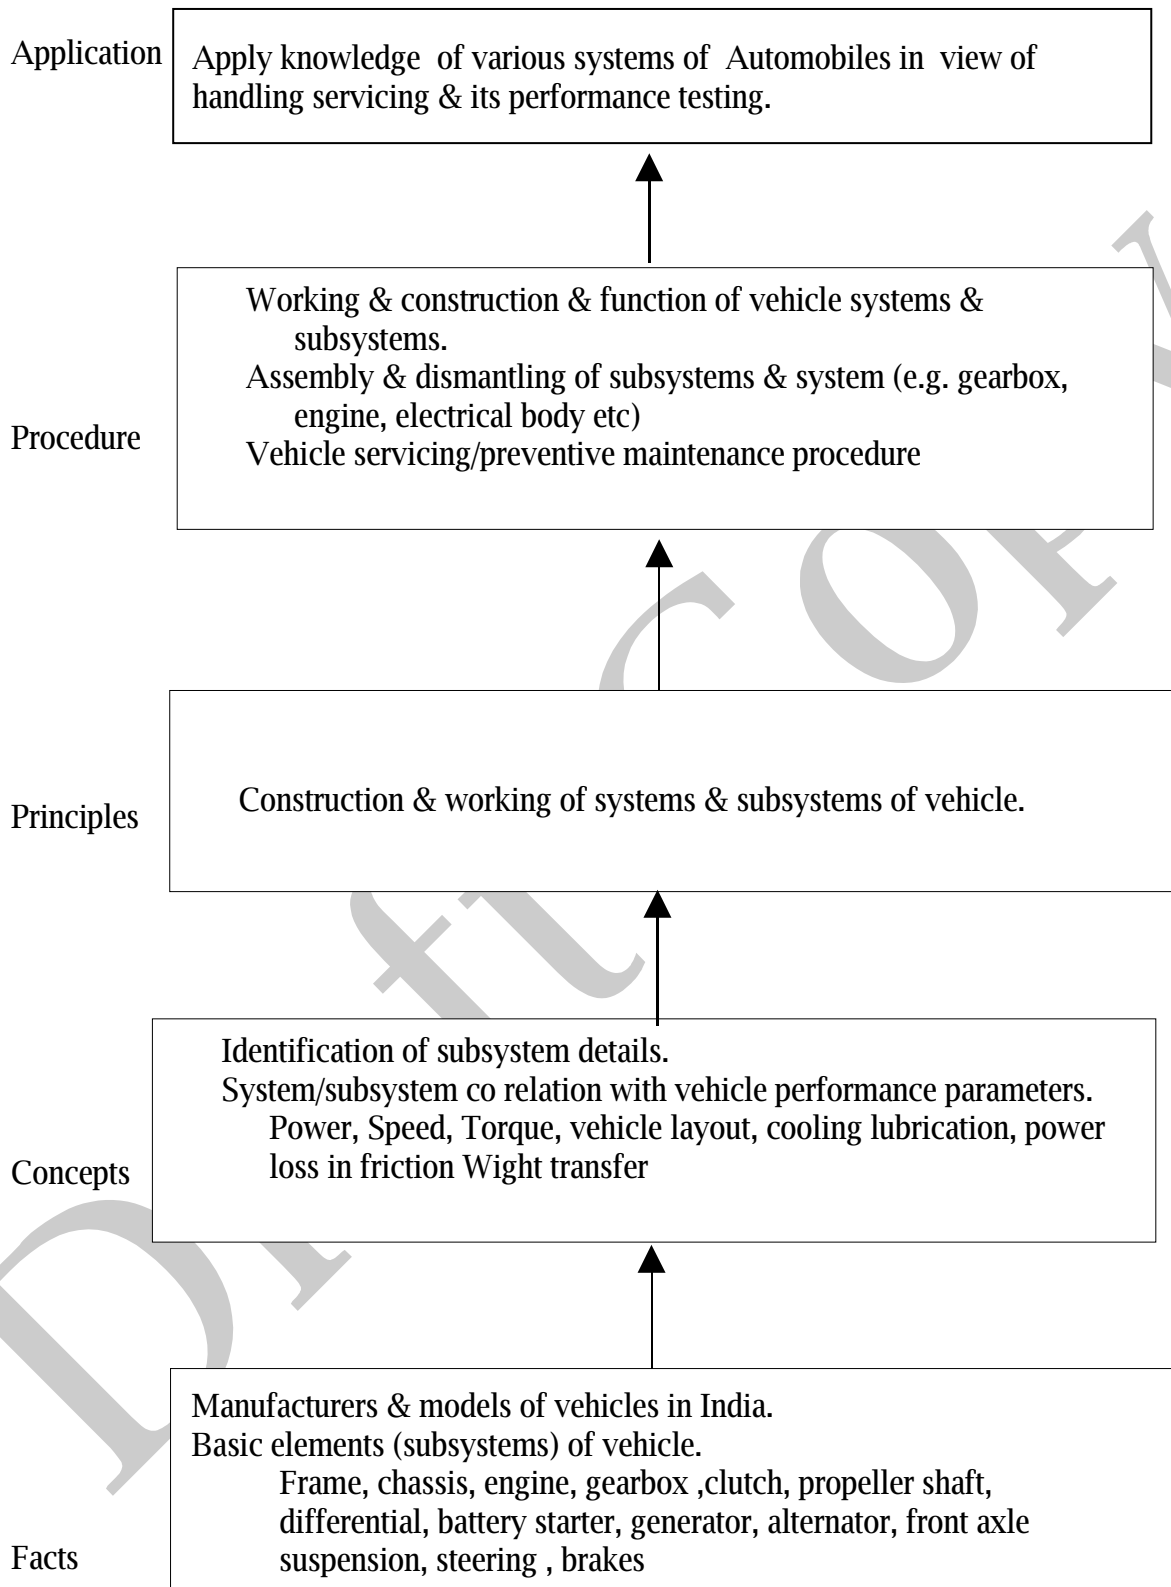 Application
Apply knowledge of various systems of Automobiles in view of
handling servicing & its performance testing.
Procedure
Working & construction & function of vehicle systems &
subsystems.
Assembly & dismantling of subsystems & system (e.g. gearbox,
engine, electrical body etc)
Vehicle servicing/preventive maintenance procedure
Principles
Construction & working of systems & subsystems of vehicle.
Concepts
Identification of subsystem details.
System/subsystem co relation with vehicle performance parameters.
Power, Speed, Torque, vehicle layout, cooling lubrication, power
loss in friction Wight transfer
Facts
Manufacturers & models of vehicles in India.
Basic elements (subsystems) of vehicle.
Frame, chassis, engine, gearbox ,clutch, propeller shaft,
differential, battery starter, generator, alternator, front axle
suspension, steering , brakes
Draft Copy